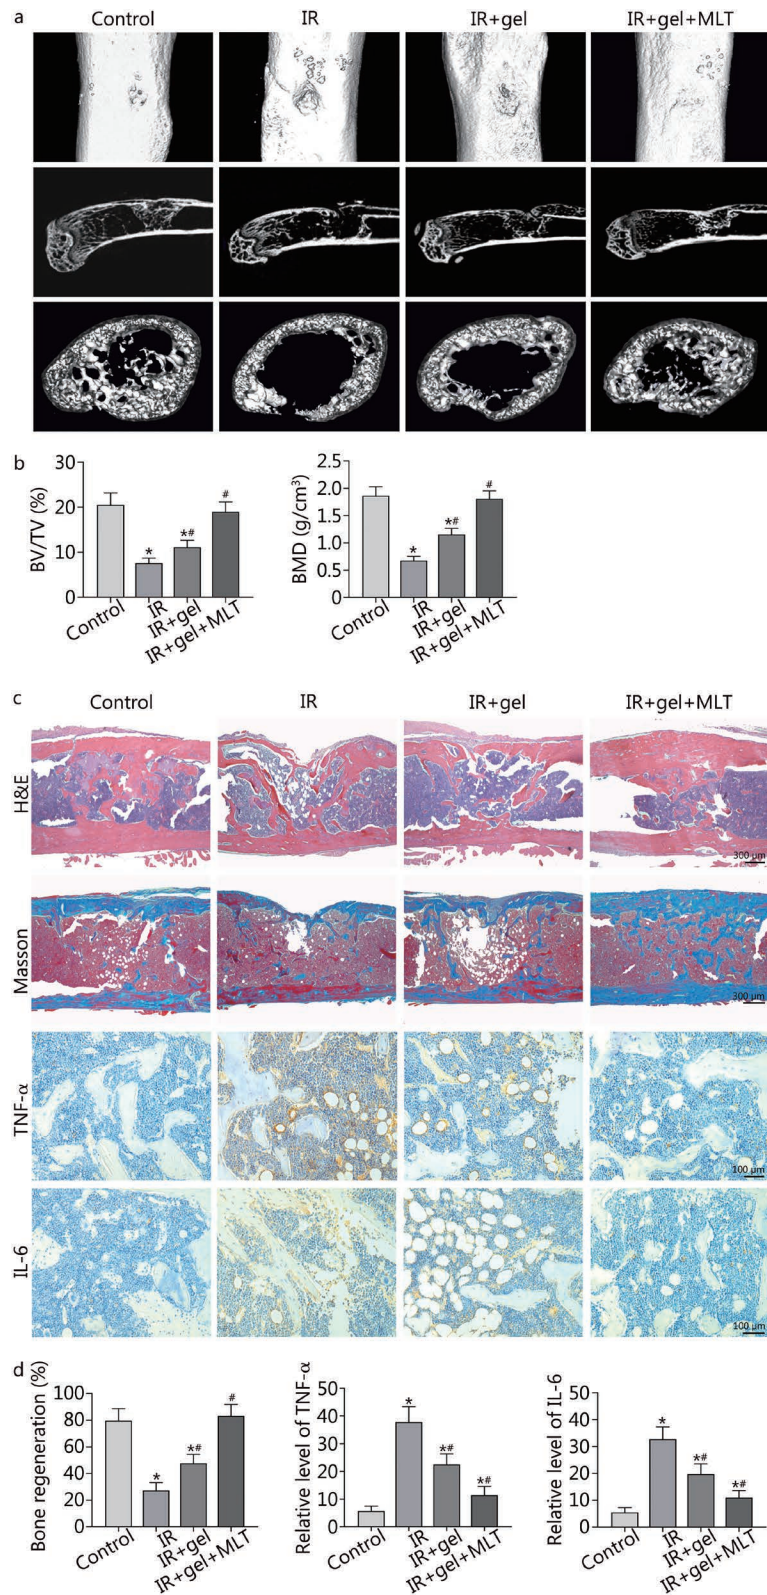 a
Control IR IR+gel IR+gel+MLT
b
BV/TV (%)
30
20
10
0
Control IR IR+gel IR+gel+MLT
* *# #
BMD (g/cm³)
2.5
2.0
1.5
1.0
0.5
0
Control IR IR+gel IR+gel+MLT
* *# #
c
Control IR IR+gel IR+gel+MLT
H&E
300 μm
Masson
300 μm
TNF-α
100 μm
IL-6
100 μm
d
Bone regeneration (%)
100
80
60
40
20
0
Control IR IR+gel IR+gel+MLT
* *# #
Relative level of TNF-α
50
40
30
20
10
0
Control IR IR+gel IR+gel+MLT
* *# *#
Relative level of IL-6
50
40
30
20
10
0
Control IR IR+gel IR+gel+MLT
* *# *#